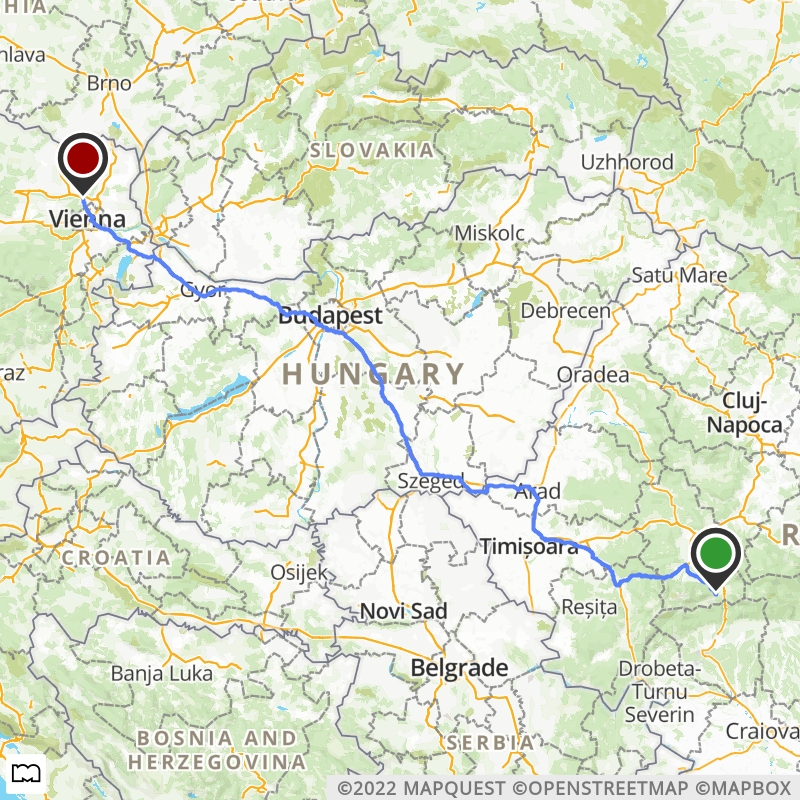 HIA
hlava
Brno
SLOVAKIA
Uzhhorod
Vienna
Miskolc
Satu Mare
Gyor
Budapest
Debrecen
raz
HUNGARY
Oradea
Cluj-
Napoca
Szeged
Arad
R
Timișoara
CROATIA
Osijek
Reșița
Novi Sad
Belgrade
Banja Luka
Drobeta-
Turnu
Severin
Craiova
BOSNIA AND
HERZEGOVINA
SERBIA
©2022 MAPQUEST ©OPENSTREETMAP ©MAPBOX